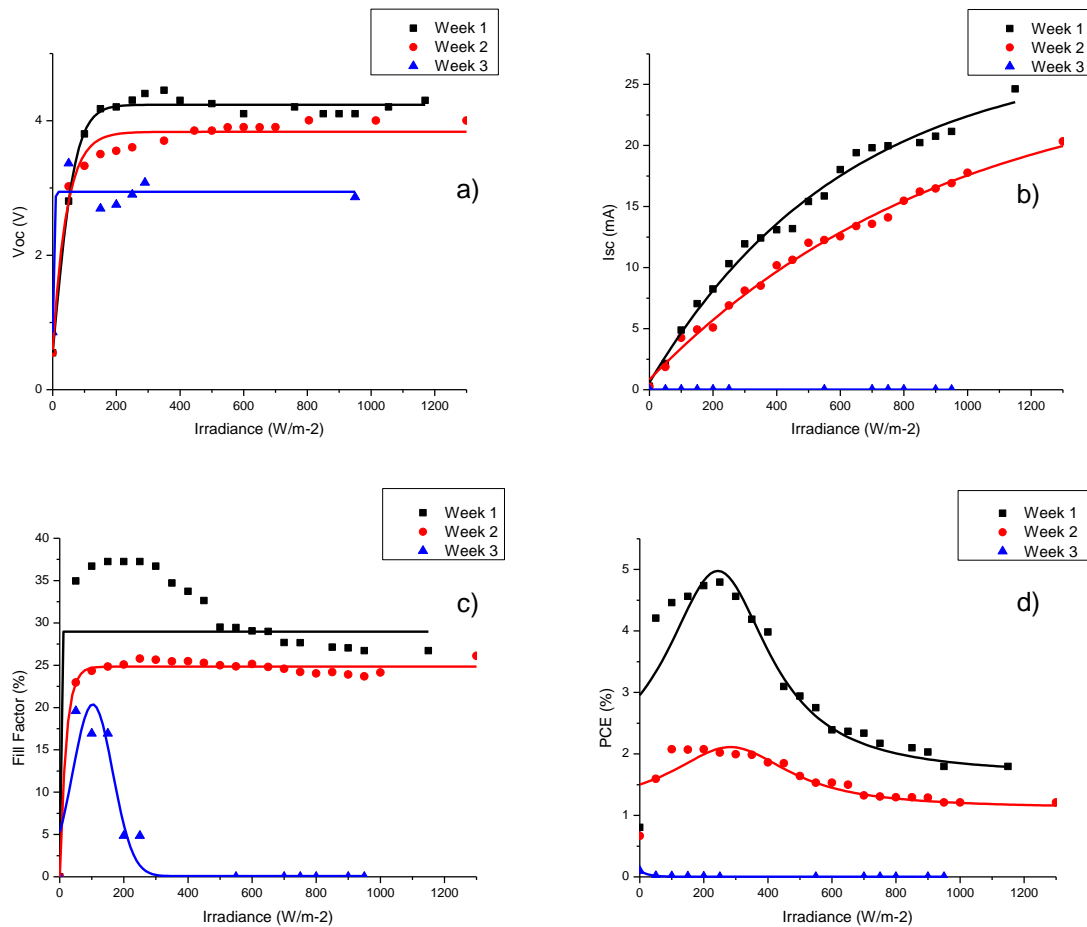 Week 1
Week 2
Week 3
a)
Voc (V)
4
2
0
0 200 400 600 800 1000 1200
Irradiance (W/m-2)
Week 1
Week 2
Week 3
b)
Isc (mA)
25
20
15
10
5
0
0 200 400 600 800 1000 1200
Irradiance (W/m-2)
Week 1
Week 2
Week 3
c)
Fill Factor (%)
40
35
30
25
20
15
10
5
0
0 200 400 600 800 1000 1200
Irradiance (W/m-2)
Week 1
Week 2
Week 3
d)
PCE (%)
5
4
3
2
1
0
0 200 400 600 800 1000 1200
Irradiance (W/m-2)